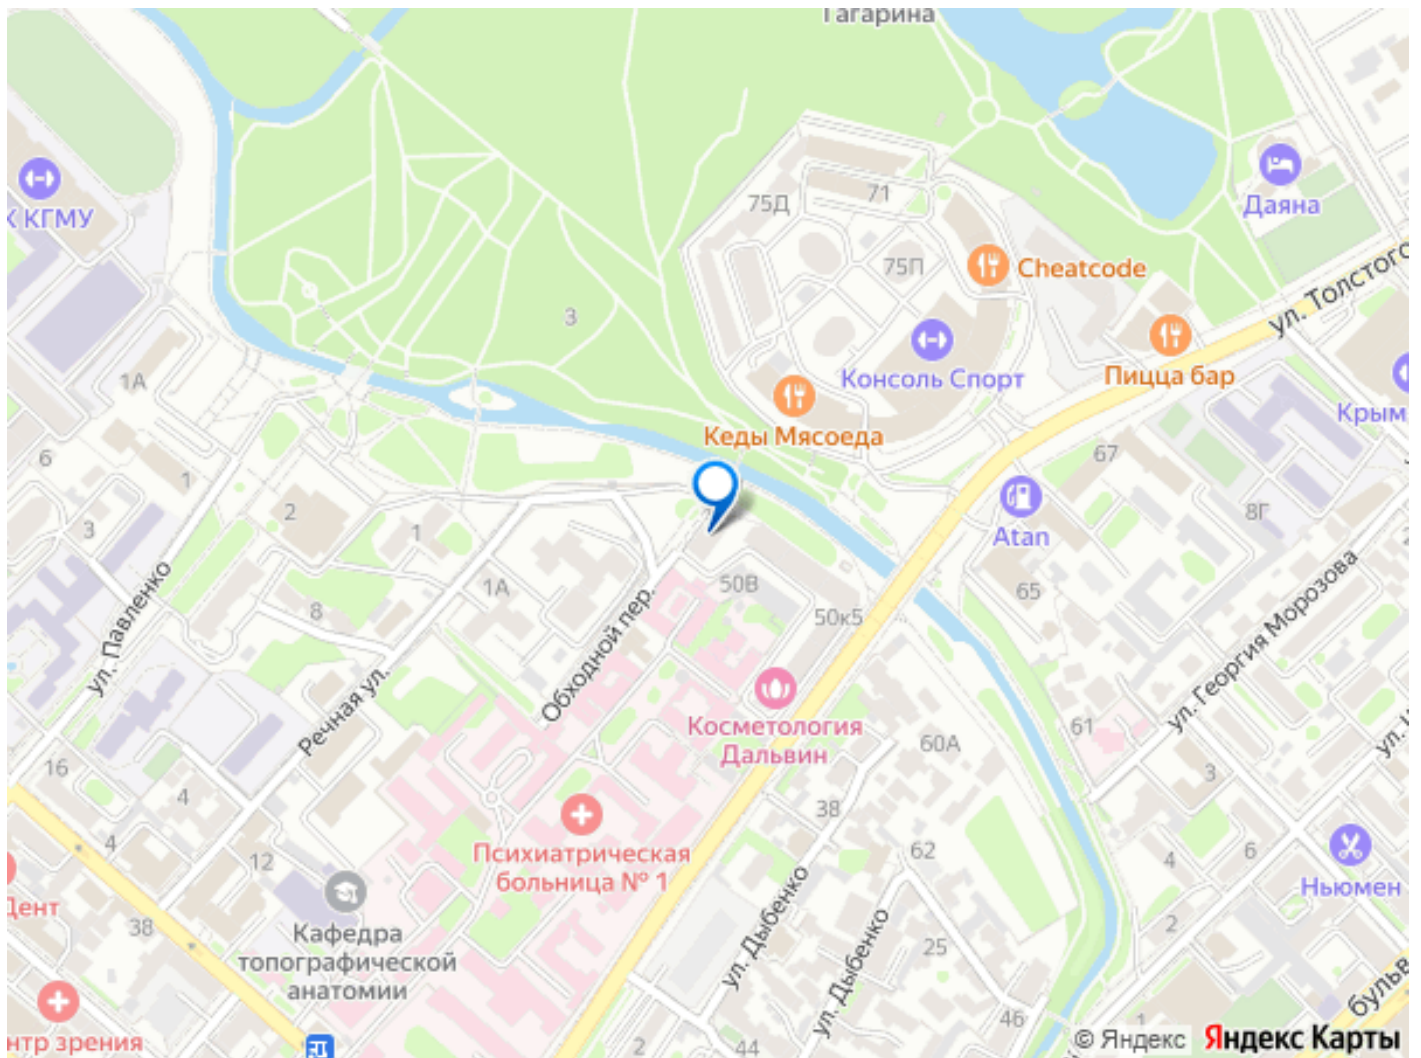 Гагарина
75Д
71
75П
Даяна
Cheatcode
К КГМУ
ул. Толстого
3
Консоль Спорт
Пицца бар
1А
Крым
Кеды Мясоеда
67
6
1
2
3
1
Atan
8Г
1А
50В
65
50к5
8
ул. Павленко
Обходной пер.
ул. Георгия Морозова
Речная ул.
Косметология
Дальвин
60А
61
16
3
4
38
4
12
Психиатрическая
больница № 1
62
4
6
Ньюмен
Дент
38
Кафедра
топографической
анатомии
ул. Дыбенко
ул. Дыбенко
25
2
бульв
нтр зрения
2
44
46
© Яндекс Яндекс Карты